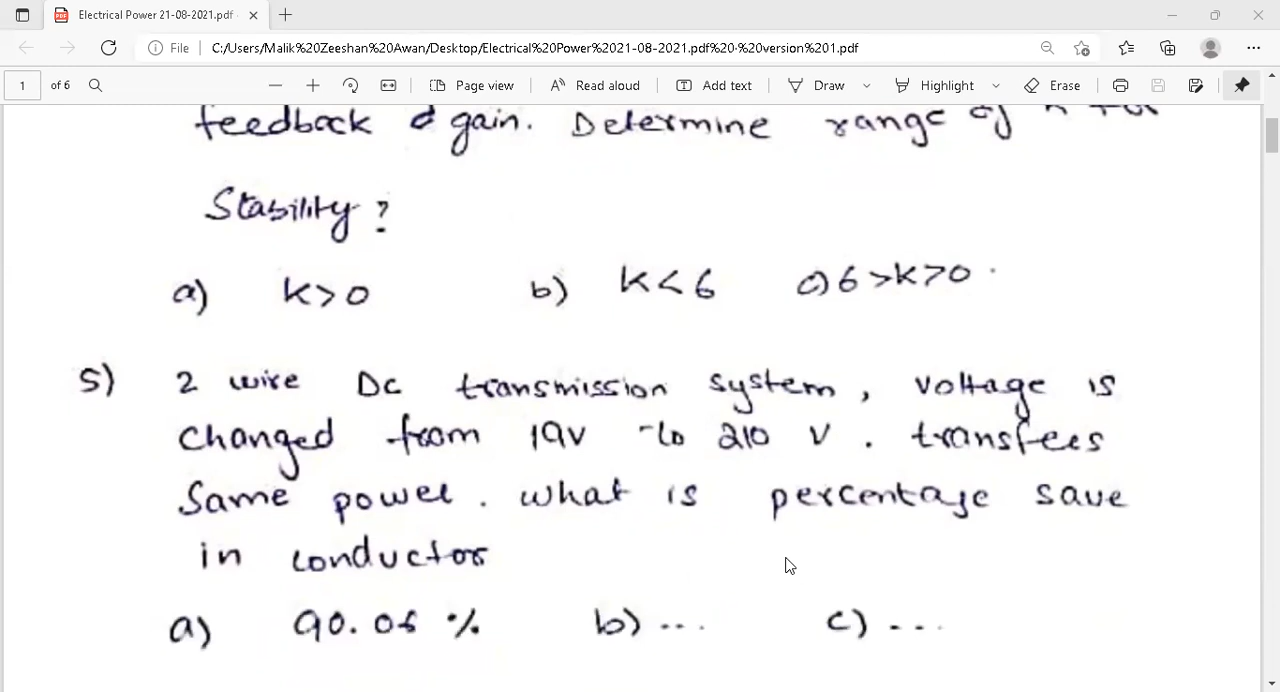 Electrical Power 21-08-2021.pdf
File C:/Users/Malik%20Zeeshan%20Awan/Desktop/Electrical%20Power%2021-08-2021.pdf%20-%20version%201.pdf
1 of 6 Page view Read aloud Add text Draw Highlight Erase
feedback & gain. Determine range of K for
Stability?
a) K>0 b) K<6 c) 6>K>0.
5) 2 wire DC transmission system, voltage is
changed from 19v to 210 V. transfers
Same power. what is percentage save
in conductor
a) 90.06 % b) ... c) ...